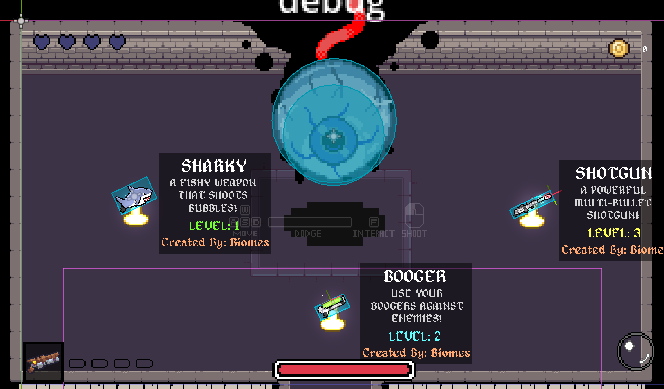 debug
0
SHARKY
A FISHY WEAPON
THAT SHOOTS
BUBBLES!
LEVEL: 1
Created By: Biomes
SHOTGUN
A POWERFUL
MULTI-BULLET
SHOTGUN!
LEVEL: 3
Created By: Biome
MOVE
DODGE
INTERACT
SHOOT
BOOGER
USE YOUR
BOOGERS AGAINST
ENEMIES!
LEVEL: 2
Created By: Biomes